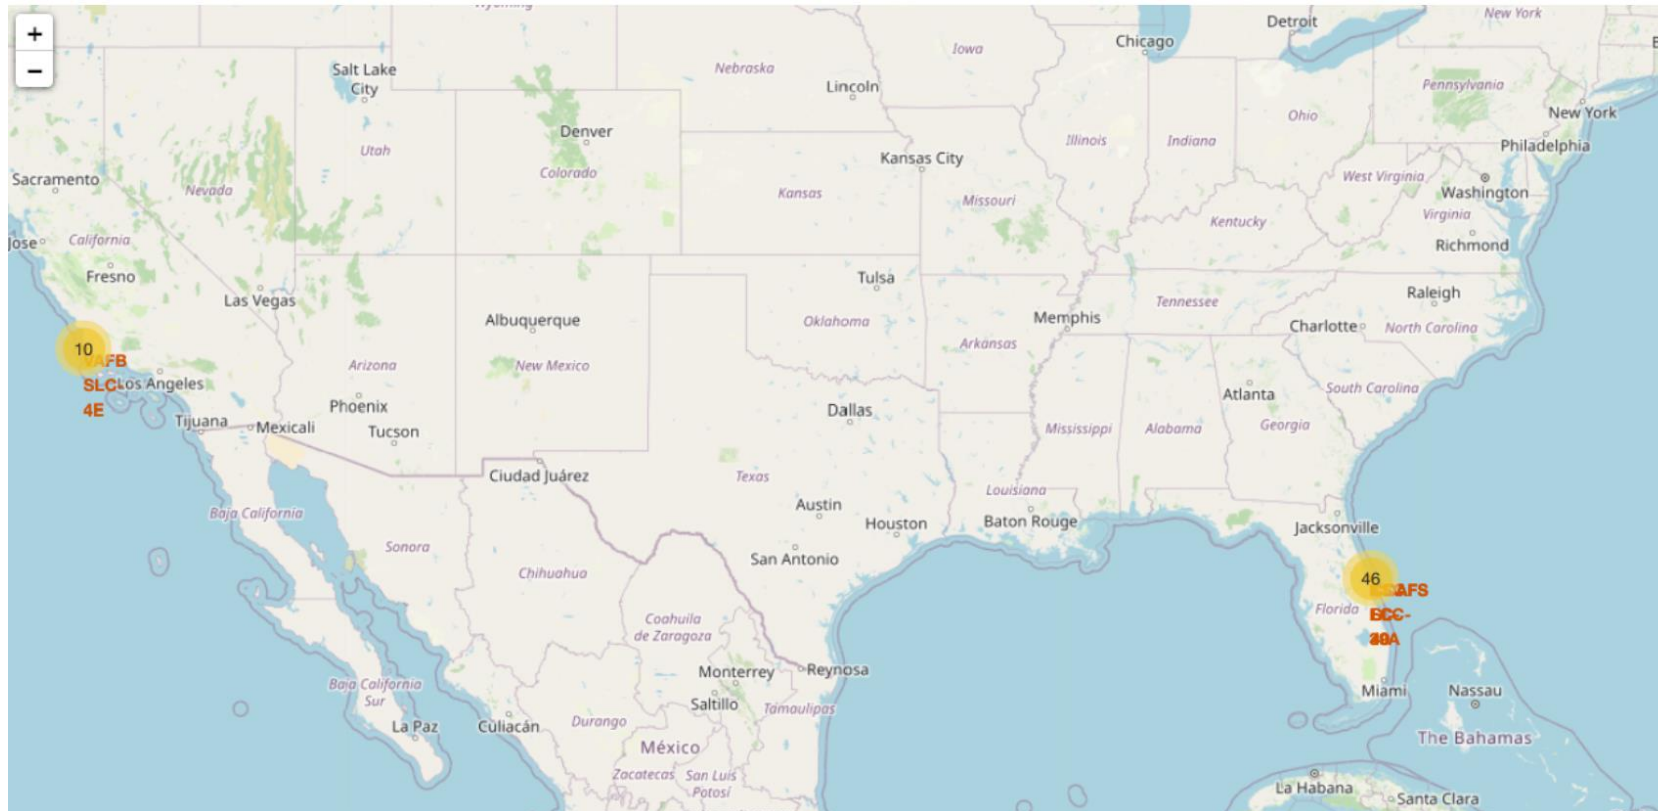 Wyoming
New York
Detroit
+
Chicago
Iowa
Salt Lake
City
Nebraska
−
Pennsylvania
Lincoln
New York
Ohio
Denver
Illinois
Indiana
Philadelphia
Utah
Kansas City
Colorado
West Virginia
Sacramento
Nevada
Kansas
Missouri
Washington
Kentucky
Virginia
Jose
California
Richmond
Fresno
Tulsa
Las Vegas
Tennessee
Raleigh
Albuquerque
Oklahoma
Memphis
Charlotte
North Carolina
10
Arkansas
VAFB
Arizona
New Mexico
SLC-
Los Angeles
South Carolina
4E
Phoenix
Dallas
Atlanta
Tijuana
Mexicali
Tucson
Mississippi
Alabama
Georgia
Ciudad Juárez
Texas
Louisiana
Austin
Baja California
Houston
Baton Rouge
Jacksonville
Sonora
San Antonio
Chihuahua
46
Florida
Coahuila
de Zaragoza
Monterrey
Reynosa
Baja California
Sur
Saltillo
Tamaulipas
Miami
Nassau
La Paz
Culiacán
Durango
The Bahamas
México
Zacatecas
San Luis
Potosí
La Habana
Santa Clara